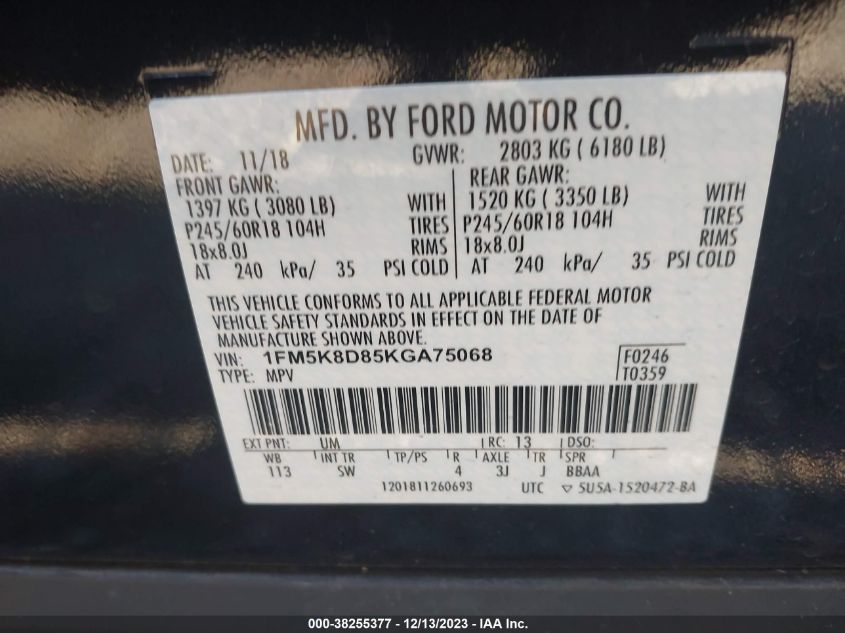 MFD. BY FORD MOTOR CO.
DATE: 11/18 GVWR: 2803 KG ( 6180 LB)
FRONT GAWR: REAR GAWR:
1397 KG ( 3080 LB) WITH 1520 KG ( 3350 LB) WITH
P245/60R18 104H TIRES P245/60R18 104H TIRES
18x8.0J RIMS 18x8.0J RIMS
AT 240 kPa/ 35 PSI COLD AT 240 kPa/ 35 PSI COLD
THIS VEHICLE CONFORMS TO ALL APPLICABLE FEDERAL MOTOR
VEHICLE SAFETY STANDARDS IN EFFECT ON THE DATE OF
MANUFACTURE SHOWN ABOVE.
VIN: 1FM5K8D85KGA75068 F0246
TYPE: MPV T0359
EXT PNT: UM RC: 13 DSO:
WB INT TR TP/PS R AXLE TR SPR
113 SW 4 3J J BBAA
1201811260693 UTC ▽ 5U5A-1520472-BA
000-38255377 - 12/13/2023 - IAAI.com